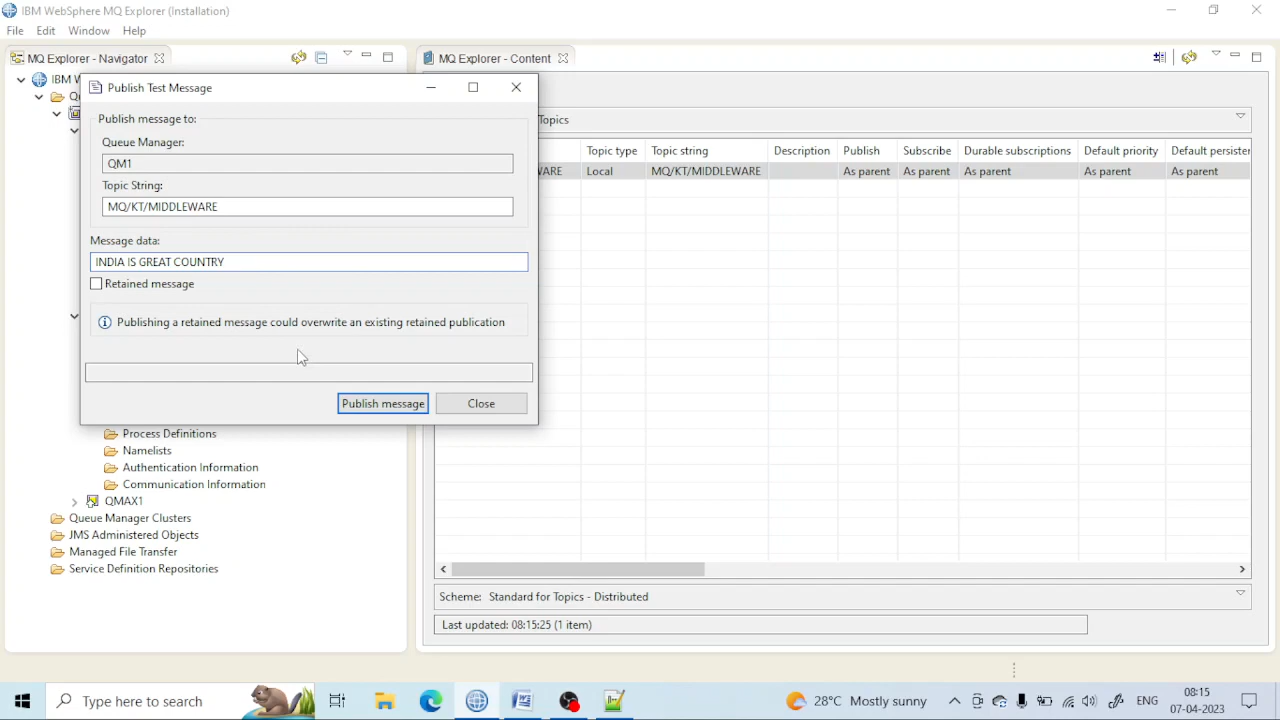 IBM WebSphere MQ Explorer (Installation)
File Edit Window Help
MQ Explorer - Navigator
IBM W
Qu
Publish Test Message
Publish message to:
Queue Manager:
QM1
Topic String:
MQ/KT/MIDDLEWARE
Message data:
INDIA IS GREAT COUNTRY
Retained message
Publishing a retained message could overwrite an existing retained publication
Publish message Close
Process Definitions
Namelists
Authentication Information
Communication Information
QMAX1
Queue Manager Clusters
JMS Administered Objects
Managed File Transfer
Service Definition Repositories
MQ Explorer - Content
Topics
Topic type Topic string Description Publish Subscribe Durable subscriptions Default priority Default persister
WARE Local MQ/KT/MIDDLEWARE As parent As parent As parent As parent As parent
Scheme: Standard for Topics - Distributed
Last updated: 08:15:25 (1 item)
Type here to search
28°C Mostly sunny
ENG
08:15
07-04-2023